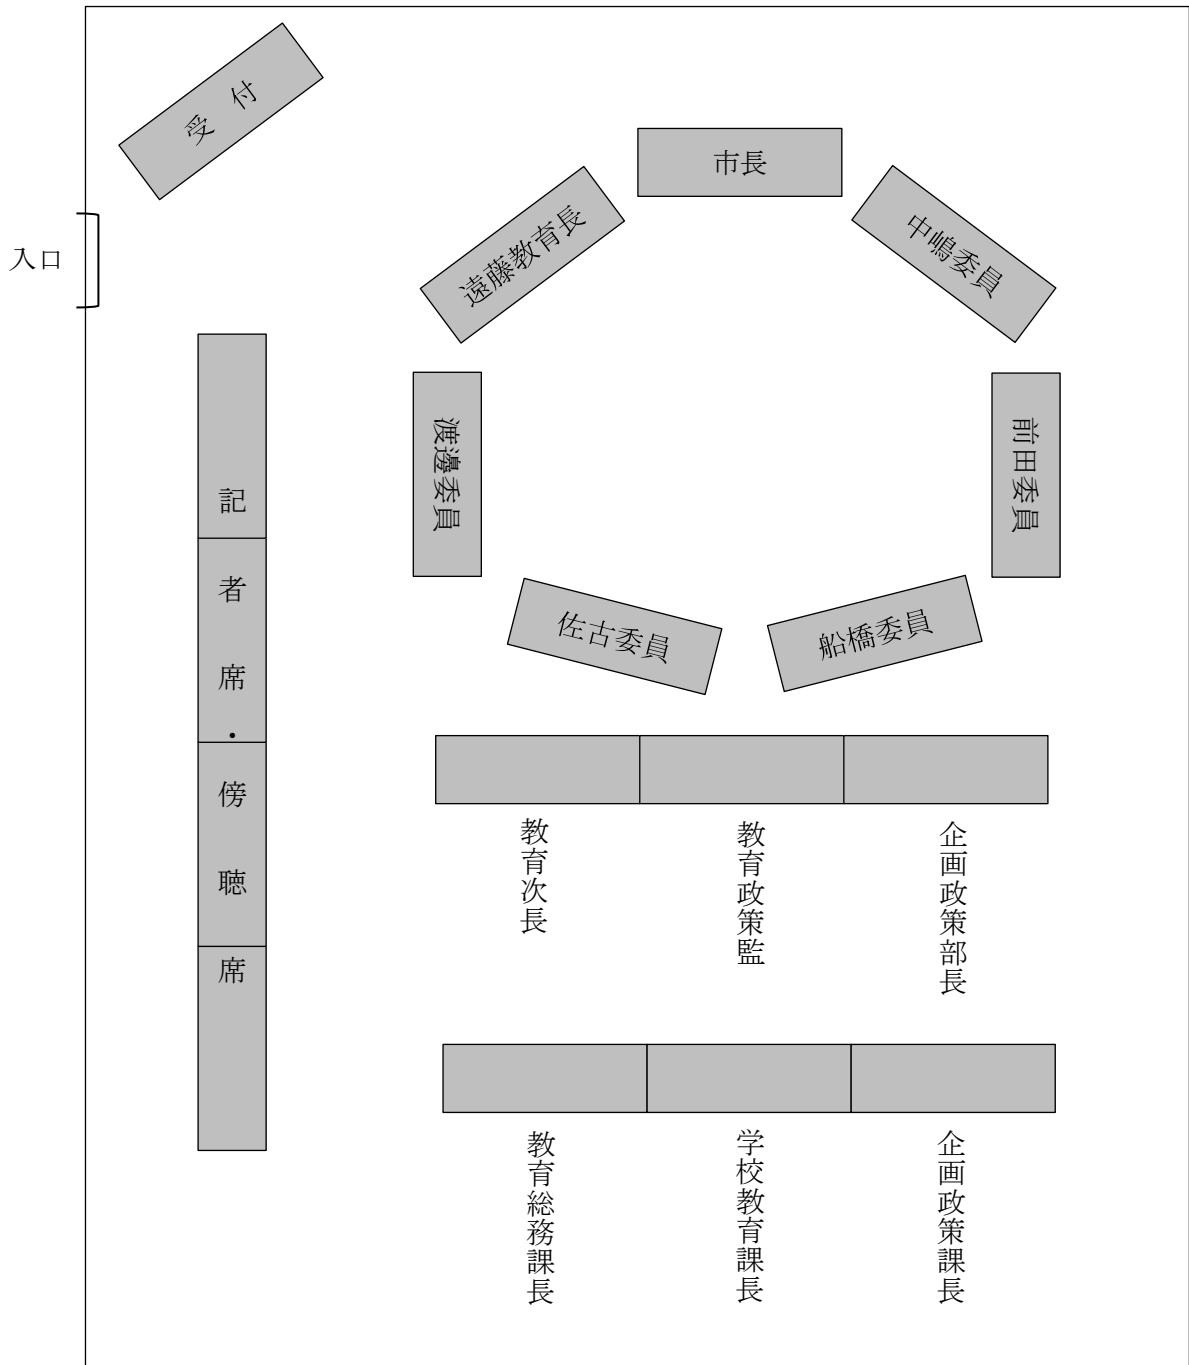 受 付
市長
中嶋委員
遠藤教育長
入口
渡邊委員
前田委員
佐古委員
船橋委員
記者席・傍聴席
教育次長
教育政策監
企画政策部長
教育総務課長
学校教育課長
企画政策課長